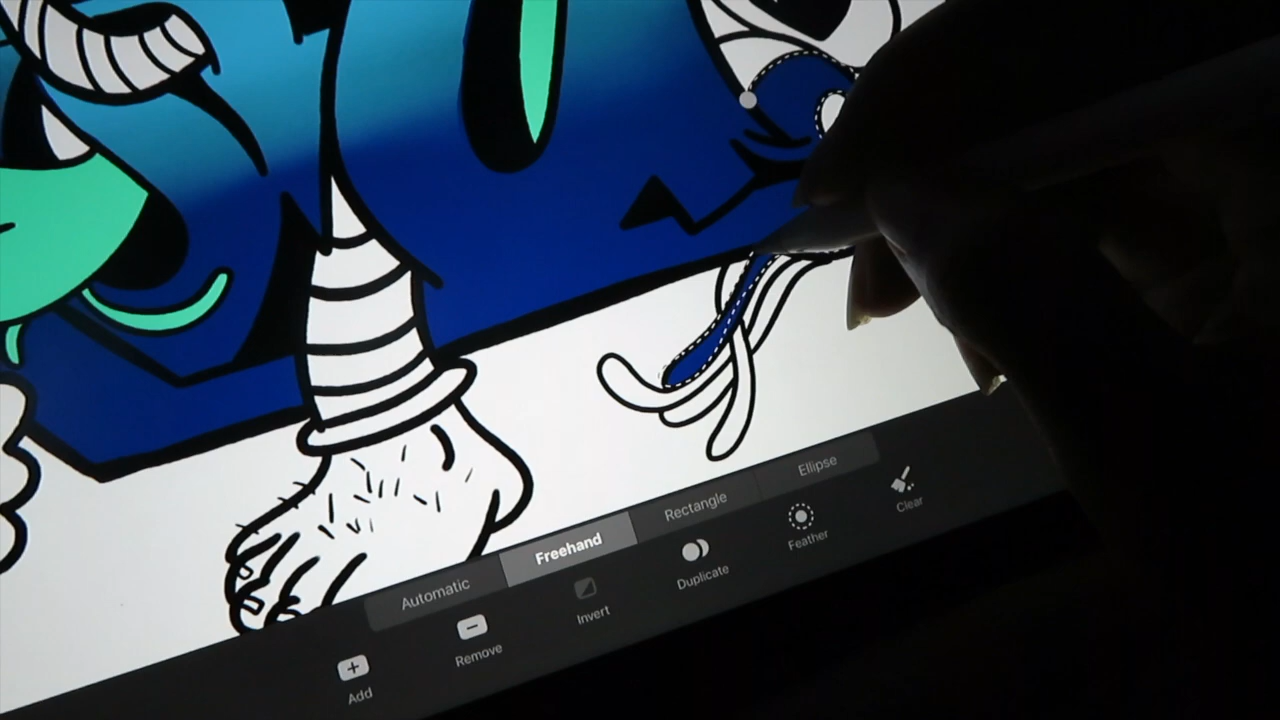 Automatic
Freehand
Rectangle
Ellipse
Add
Remove
Invert
Duplicate
Feather
Clear